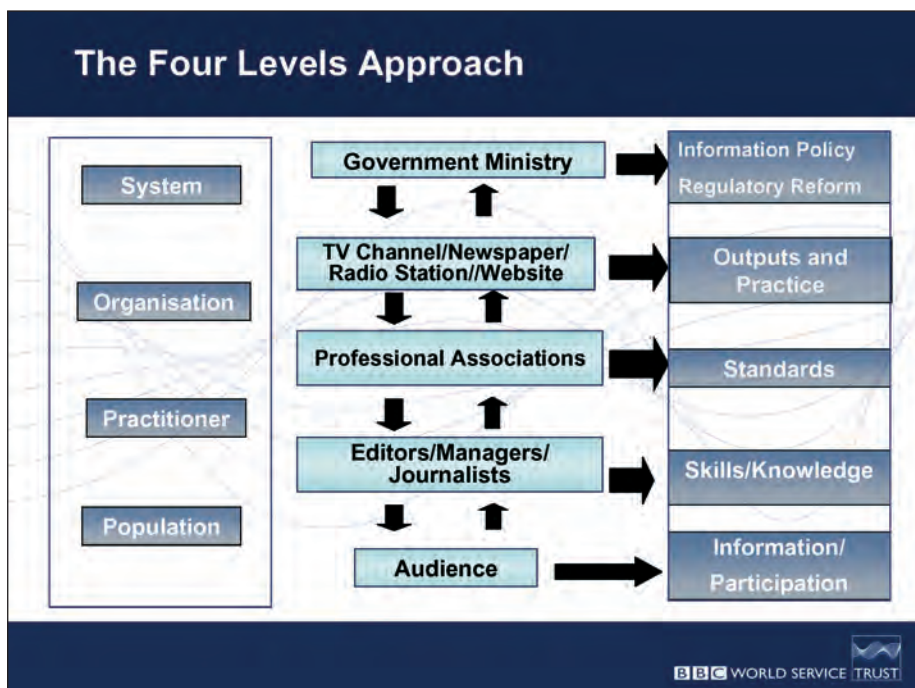 The Four Levels Approach
System
Organisation
Practitioner
Population
Government Ministry
TV Channel/Newspaper/
Radio Station//Website
Professional Associations
Editors/Managers/
Journalists
Audience
Information Policy
Regulatory Reform
Outputs and
Practice
Standards
Skills/Knowledge
Information/
Participation
BBC WORLD SERVICE TRUST